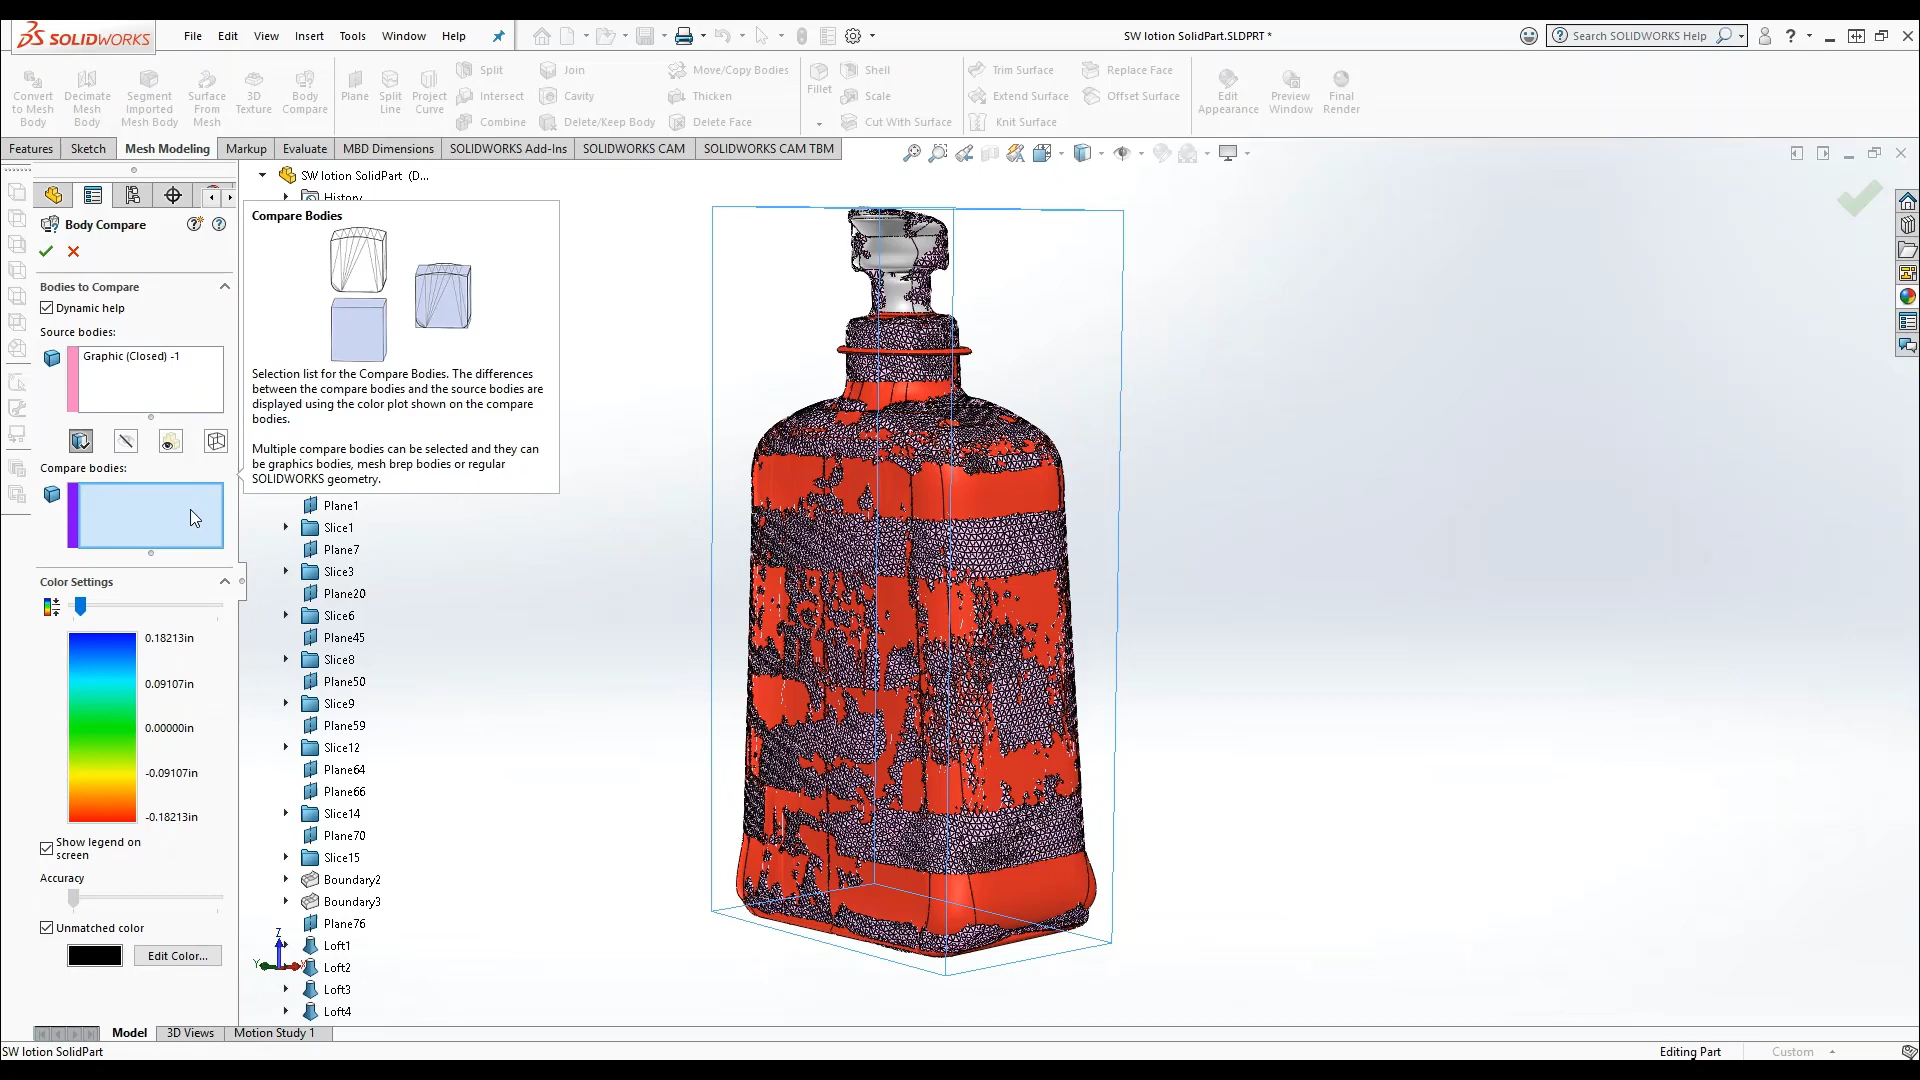 SOLIDWORKS
File Edit View Insert Tools Window Help
SW lotion SolidPart.SLDPRT *
Search SOLIDWORKS Help
Convert to Mesh Body
Decimate Mesh Body
Segment Imported Mesh Body
Surface From Mesh
3D Texture
Body Compare
Plane
Split Line
Project Curve
Split
Intersect
Combine
Join
Cavity
Delete/Keep Body
Move/Copy Bodies
Thicken
Delete Face
Fillet
Shell
Scale
Cut With Surface
Trim Surface
Extend Surface
Knit Surface
Replace Face
Offset Surface
Edit Appearance
Preview Window
Final Render
Features Sketch Mesh Modeling Markup Evaluate MBD Dimensions SOLIDWORKS Add-Ins SOLIDWORKS CAM SOLIDWORKS CAM TBM
Body Compare
Bodies to Compare
Dynamic help
Source bodies:
Graphic (Closed) -1
Compare bodies:
Color Settings
0.18213in
0.09107in
0.00000in
-0.09107in
-0.18213in
Show legend on
screen
Accuracy
Unmatched color
Edit Color...
SW lotion SolidPart (D...
History
Compare Bodies
Selection list for the Compare Bodies. The differences
between the compare bodies and the source bodies are
displayed using the color plot shown on the compare
bodies.
Multiple compare bodies can be selected and they can
be graphics bodies, mesh brep bodies or regular
SOLIDWORKS geometry.
Plane1
Slice1
Plane7
Slice3
Plane20
Slice6
Plane45
Slice8
Plane50
Slice9
Plane59
Slice12
Plane64
Plane66
Slice14
Plane70
Slice15
Boundary2
Boundary3
Plane76
Loft1
Loft2
Loft3
Loft4
Z
Y
Model 3D Views Motion Study 1
SW lotion SolidPart
Editing Part
Custom